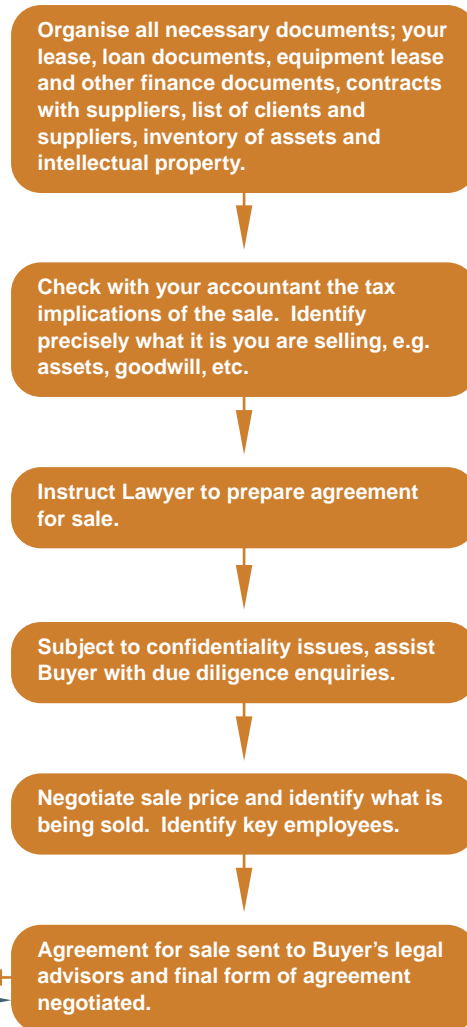 Organise all necessary documents; your
lease, loan documents, equipment lease
and other finance documents, contracts
with suppliers, list of clients and
suppliers, inventory of assets and
intellectual property.
Check with your accountant the tax
implications of the sale.  Identify
precisely what it is you are selling, e.g.
assets, goodwill, etc.
Instruct Lawyer to prepare agreement
for sale.
Subject to confidentiality issues, assist
Buyer with due diligence enquiries.
Negotiate sale price and identify what is
being sold.  Identify key employees.
Agreement for sale sent to Buyer’s legal
advisors and final form of agreement
negotiated.